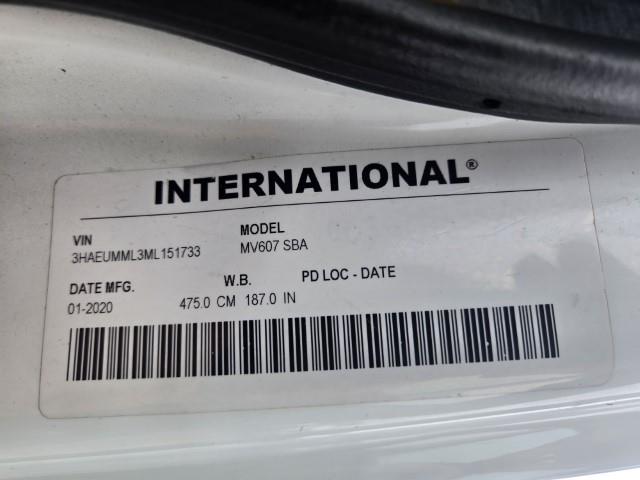 INTERNATIONAL®
VIN MODEL
3HAEUMML3ML151733 MV607 SBA
DATE MFG. W.B. PD LOC - DATE
01-2020 475.0 CM 187.0 IN